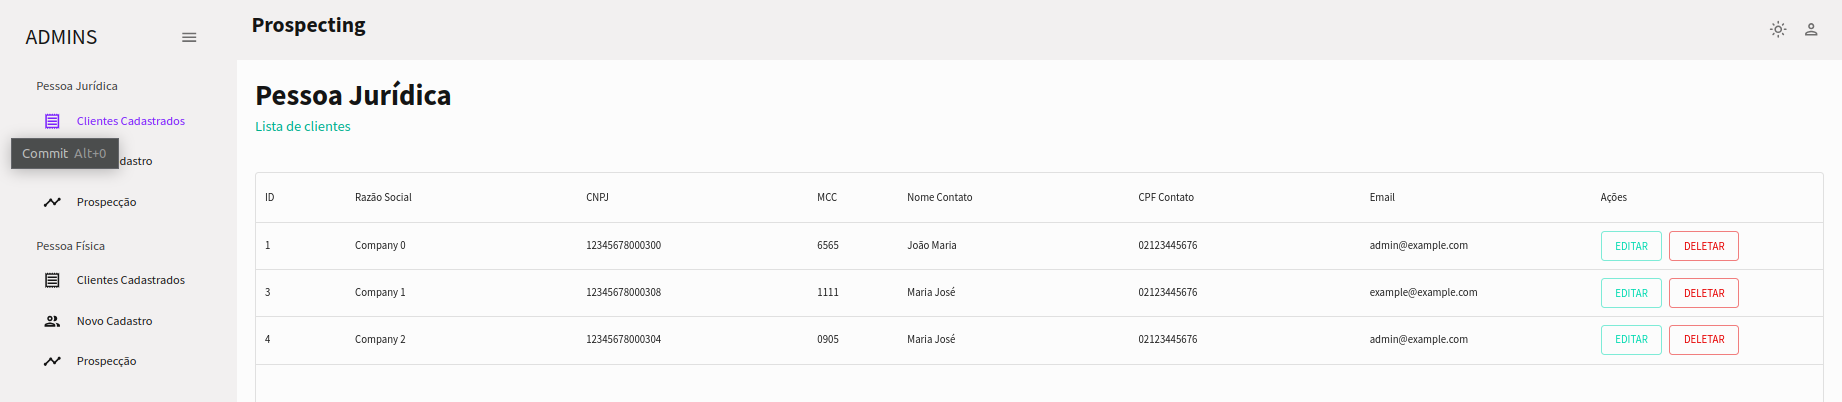 ADMINS
Prospecting
Pessoa Jurídica
Clientes Cadastrados
Commit Alt+0
dastro
Prospecção
Pessoa Física
Clientes Cadastrados
Novo Cadastro
Prospecção
Pessoa Jurídica
Lista de clientes
ID Razão Social CNPJ MCC Nome Contato CPF Contato Email Ações
1 Company 0 12345678000300 6565 João Maria 02123445676 admin@example.com EDITAR DELETAR
3 Company 1 12345678000308 1111 Maria José 02123445676 example@example.com EDITAR DELETAR
4 Company 2 12345678000304 0905 Maria José 02123445676 admin@example.com EDITAR DELETAR